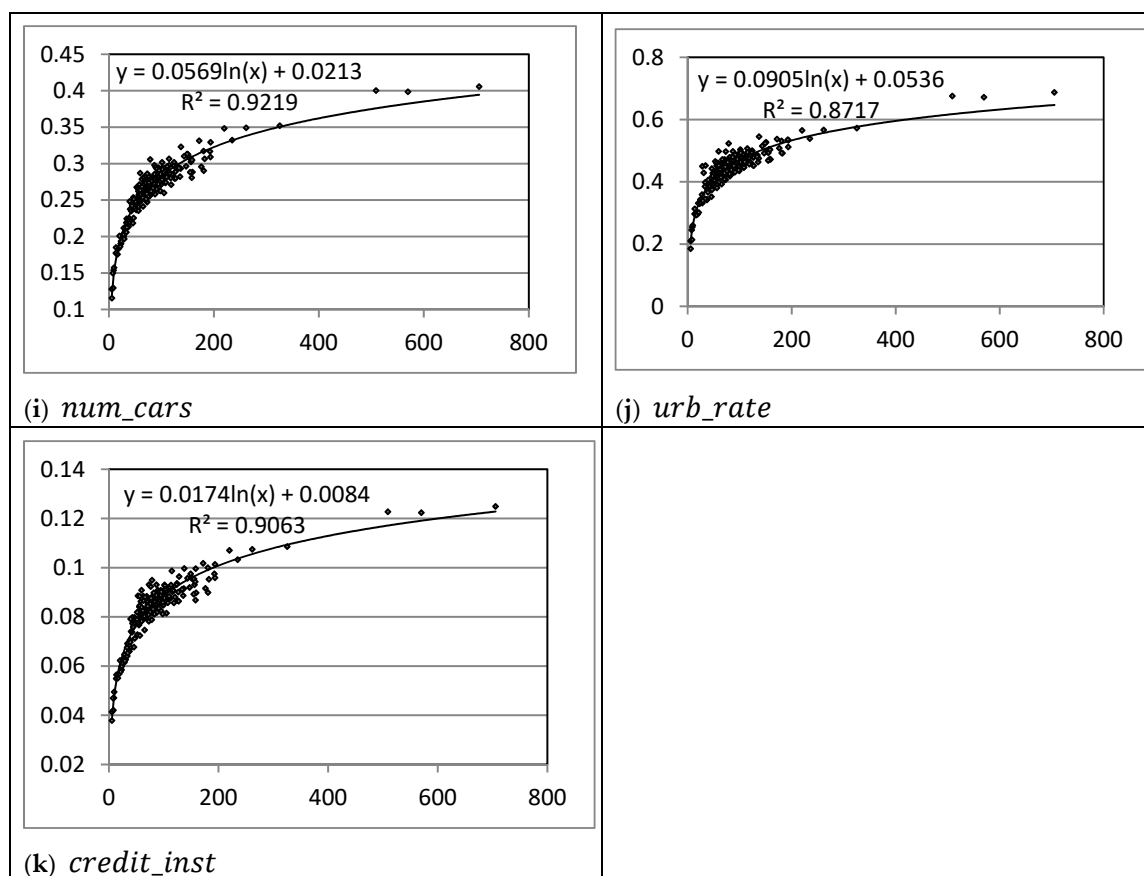 0.45
y = 0.0569ln(x) + 0.0213
0.4
R² = 0.9219
0.35
0.3
0.25
0.2
0.15
0.1
0 200 400 600 800
(i) num_cars
0.8
y = 0.0905ln(x) + 0.0536
R² = 0.8717
0.6
0.4
0.2
0
0 200 400 600 800
(j) urb_rate
0.14
y = 0.0174ln(x) + 0.0084
0.12
R² = 0.9063
0.1
0.08
0.06
0.04
0.02
0 200 400 600 800
(k) credit_inst